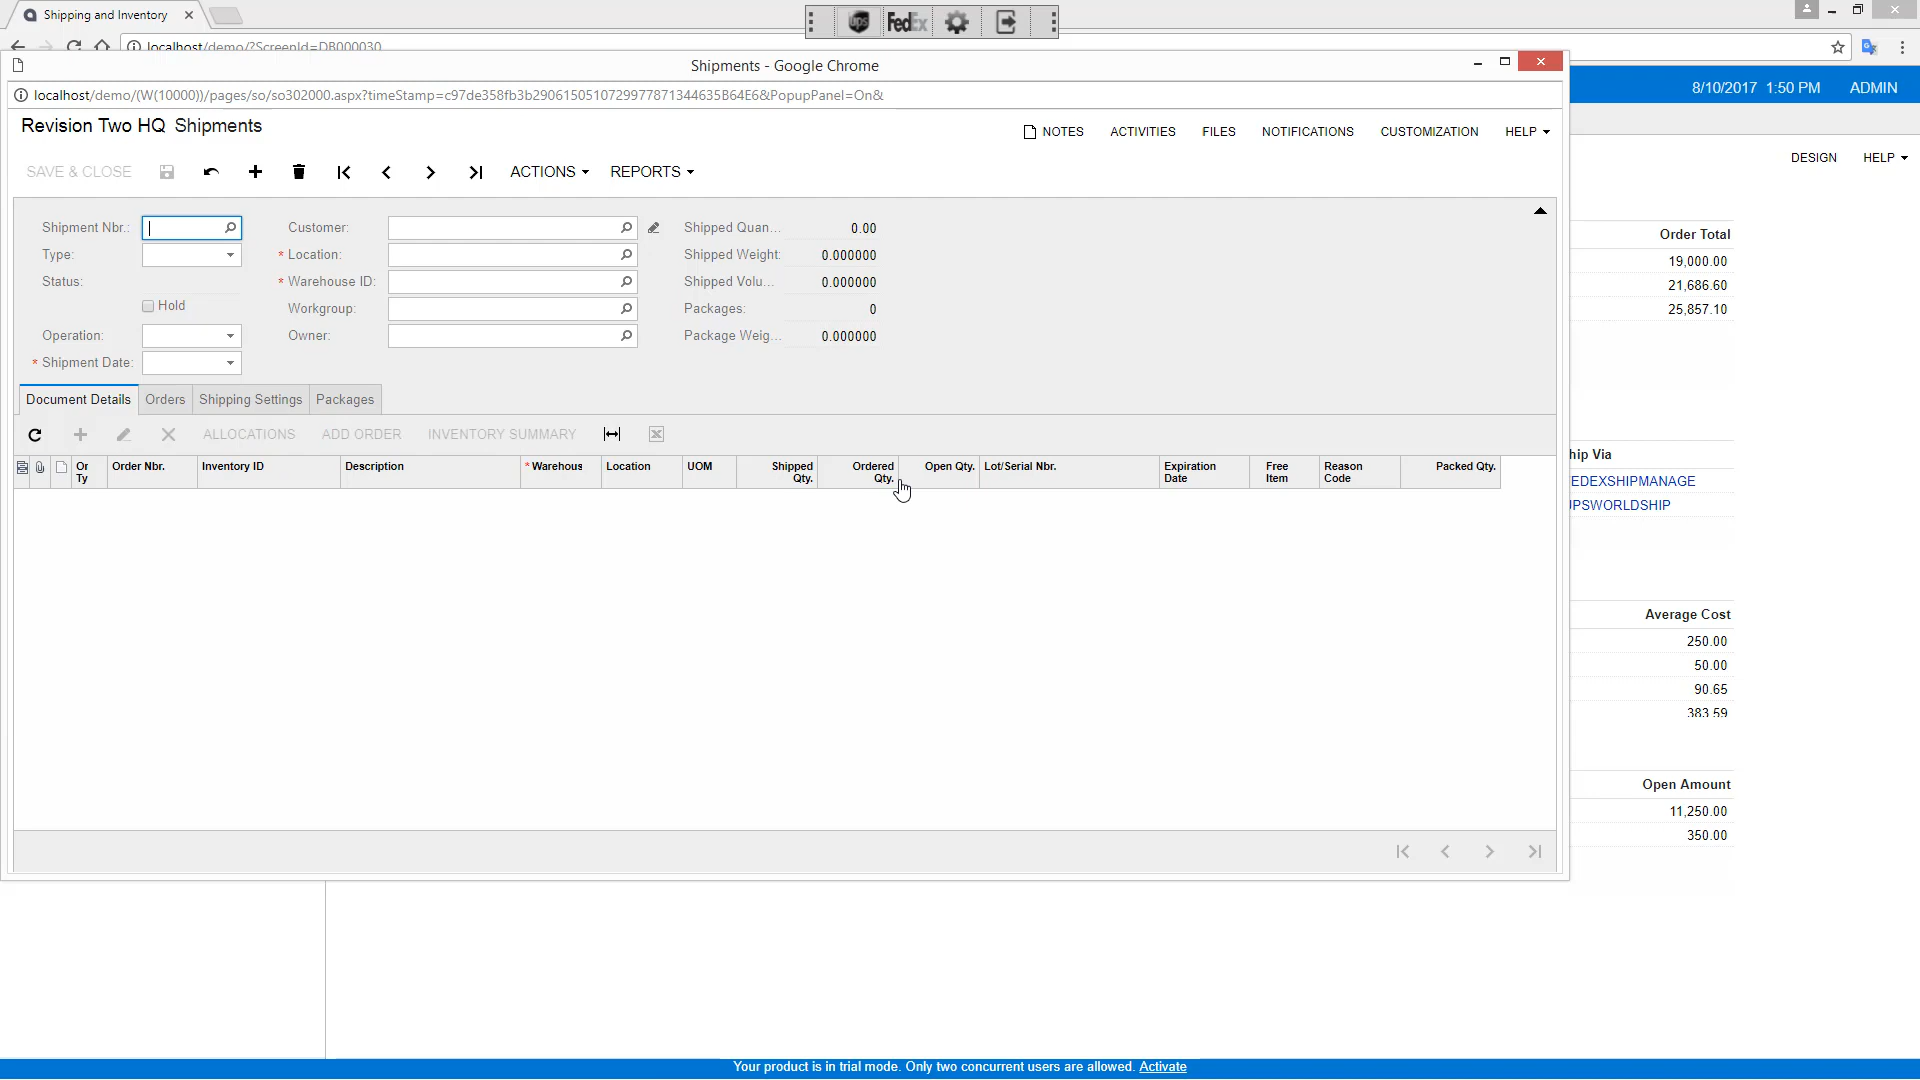 Shipping and Inventory
ups FedEx
localhost/demo/?ScreenId=DB000030
Shipments - Google Chrome
localhost/demo/(W(10000))/pages/so/so302000.aspx?timeStamp=c97de358fb3b2906150510729977871344635B64E6&PopupPanel=On&
8/10/2017 1:50 PM ADMIN
Revision Two HQ Shipments
NOTES ACTIVITIES FILES NOTIFICATIONS CUSTOMIZATION HELP
DESIGN HELP
SAVE & CLOSE ACTIONS REPORTS
Shipment Nbr.: Customer: Shipped Quan... 0.00
Type: * Location: Shipped Weight: 0.000000
Status: * Warehouse ID: Shipped Volu... 0.000000
Hold Workgroup: Packages: 0
Operation: Owner: Package Weig... 0.000000
* Shipment Date:
Document Details Orders Shipping Settings Packages
ALLOCATIONS ADD ORDER INVENTORY SUMMARY
Or Ty Order Nbr. Inventory ID Description * Warehous Location UOM Shipped Qty. Ordered Qty. Open Qty. Lot/Serial Nbr. Expiration Date Free Item Reason Code Packed Qty.
Order Total
19,000.00
21,686.60
25,857.10
hip Via
EDEXSHIPMANAGE
UPSWORLDSHIP
Average Cost
250.00
50.00
90.65
383.59
Open Amount
11,250.00
350.00
Your product is in trial mode. Only two concurrent users are allowed. Activate